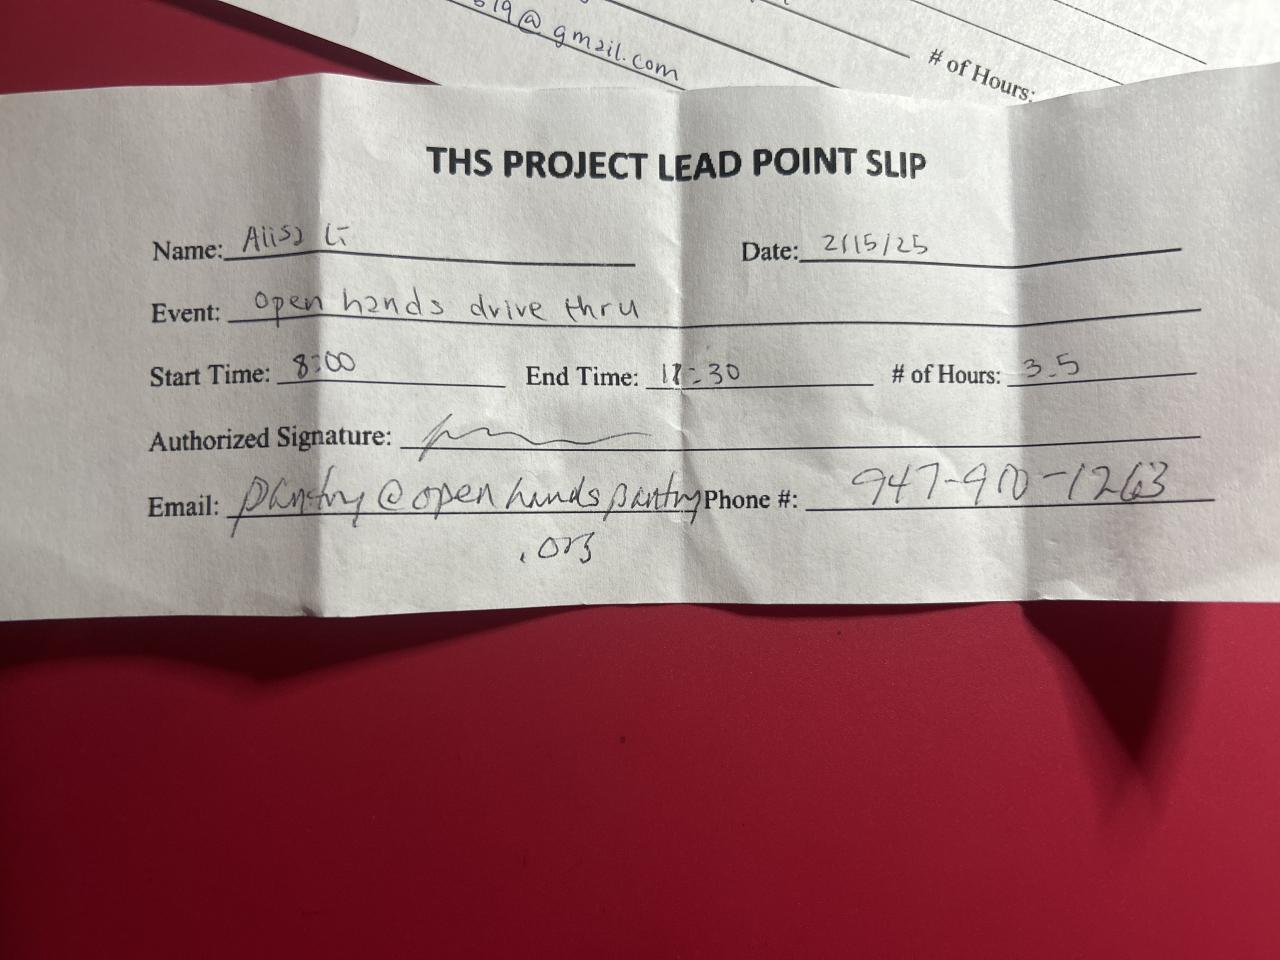 519@gmail.com
# of Hours:
THS PROJECT LEAD POINT SLIP
Name: Alisa Li Date: 2/15/25
Event: Open hands drive thru
Start Time: 8:00 End Time: 11:30 # of Hours: 3.5
Authorized Signature:
Email: pantry@openhandspantry Phone #: 947-910-1263
.org